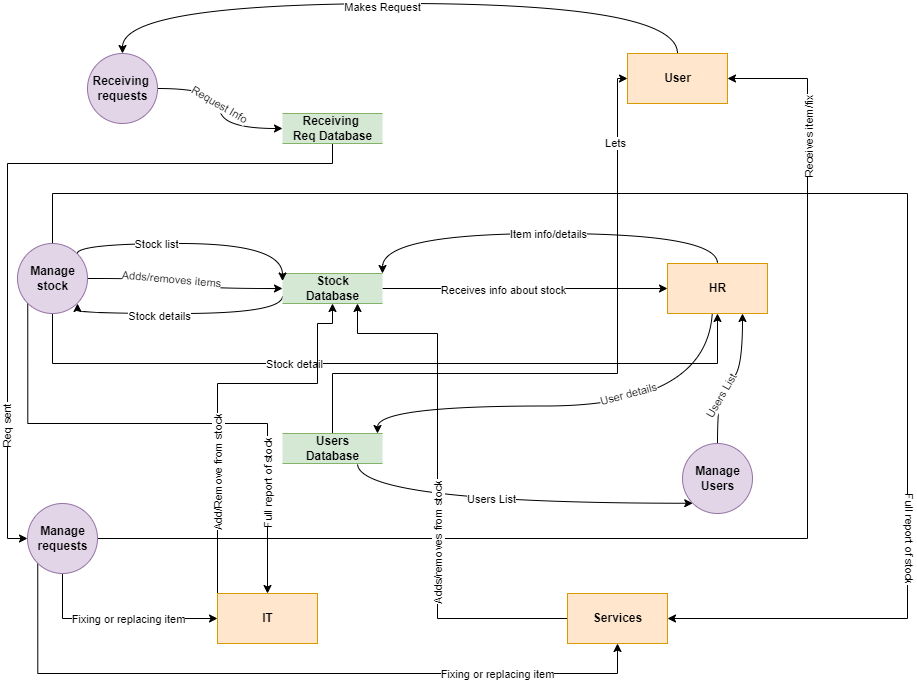 Makes Request
Receiving
requests
User
Request Info
Receiving
Req Database
Receives item/fix
Lets
Manage
stock
Stock list
Adds/removes items
Stock details
Stock
Database
Item info/details
Receives info about stock
HR
Stock detail
User details
Users List
Req sent
Add/Remove from stock
Full report of stock
Users
Database
Users List
Manage
Users
Adds/removes from stock
Full report of stock
Manage
requests
Fixing or replacing item
IT
Services
Fixing or replacing item